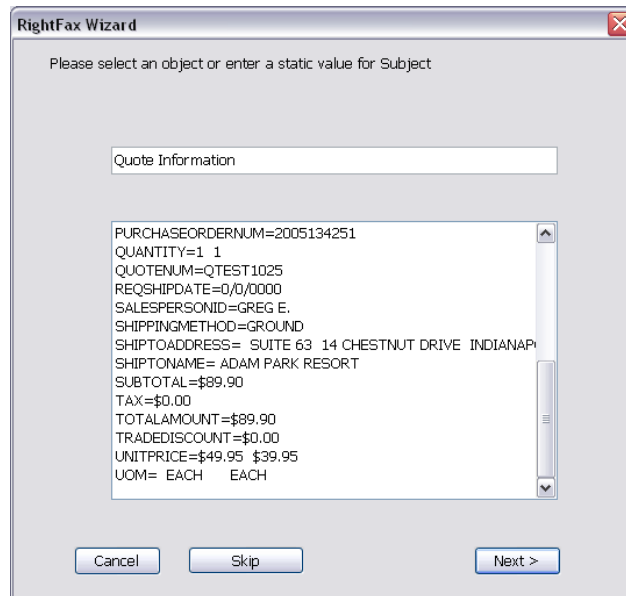 RightFax Wizard
Please select an object or enter a static value for Subject
Quote Information
PURCHASEORDERNUM=2005134251
QUANTITY=1 1
QUOTENUM=QTEST1025
REQSHIPDATE=0/0/0000
SALESPERSONID=GREG E.
SHIPPINGMETHOD=GROUND
SHIPTOADDRESS= SUITE 63 14 CHESTNUT DRIVE
SHIPTONAME= ADAM PARK RESORT
SUBTOTAL=$89.90
TAX=$0.00
TOTALAMOUNT=$89.90
TRADEDISCOUNT=$0.00
UNITPRICE=$49.95 $39.95
UOM= EACH EACH
Cancel Skip Next >